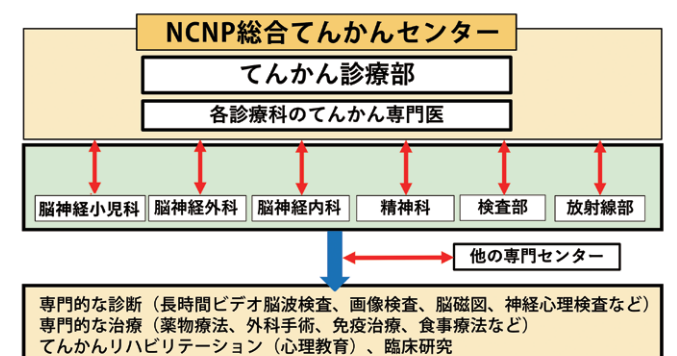 NCNP総合てんかんセンター
てんかん診療部
各診療科のてんかん専門医
脳神経小児科 脳神経外科 脳神経内科 精神科 検査部 放射線部
他の専門センター
専門的な診断（長時間ビデオ脳波検査、画像検査、脳磁図、神経心理検査など）
専門的な治療（薬物療法、外科手術、免疫治療、食事療法など）
てんかんリハビリテーション（心理教育）、臨床研究